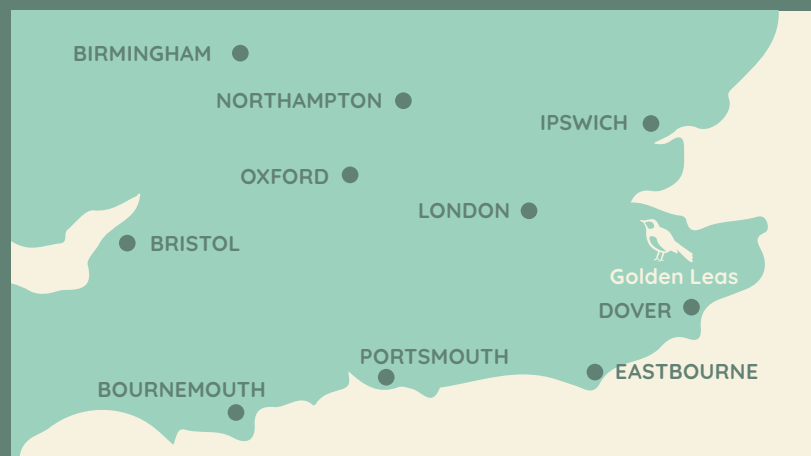 BIRMINGHAM
NORTHAMPTON
IPSWICH
OXFORD
LONDON
BRISTOL
Golden Leas
DOVER
PORTSMOUTH
EASTBOURNE
BOURNEMOUTH